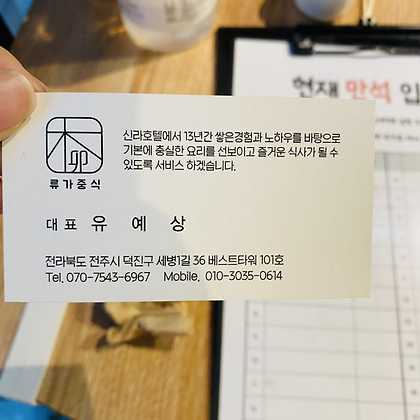 현재 만석 입
신라호텔에서 13년간 쌓은경험과 노하우를 바탕으로
기본에 충실한 요리를 선보이고 즐거운 식사가 될 수
있도록 서비스 하겠습니다.
류가중식
대표 유 예 상
전라북도 전주시 덕진구 세병1길 36 베스트타워 101호
Tel. 070-7543-6967 Mobile. 010-3035-0614